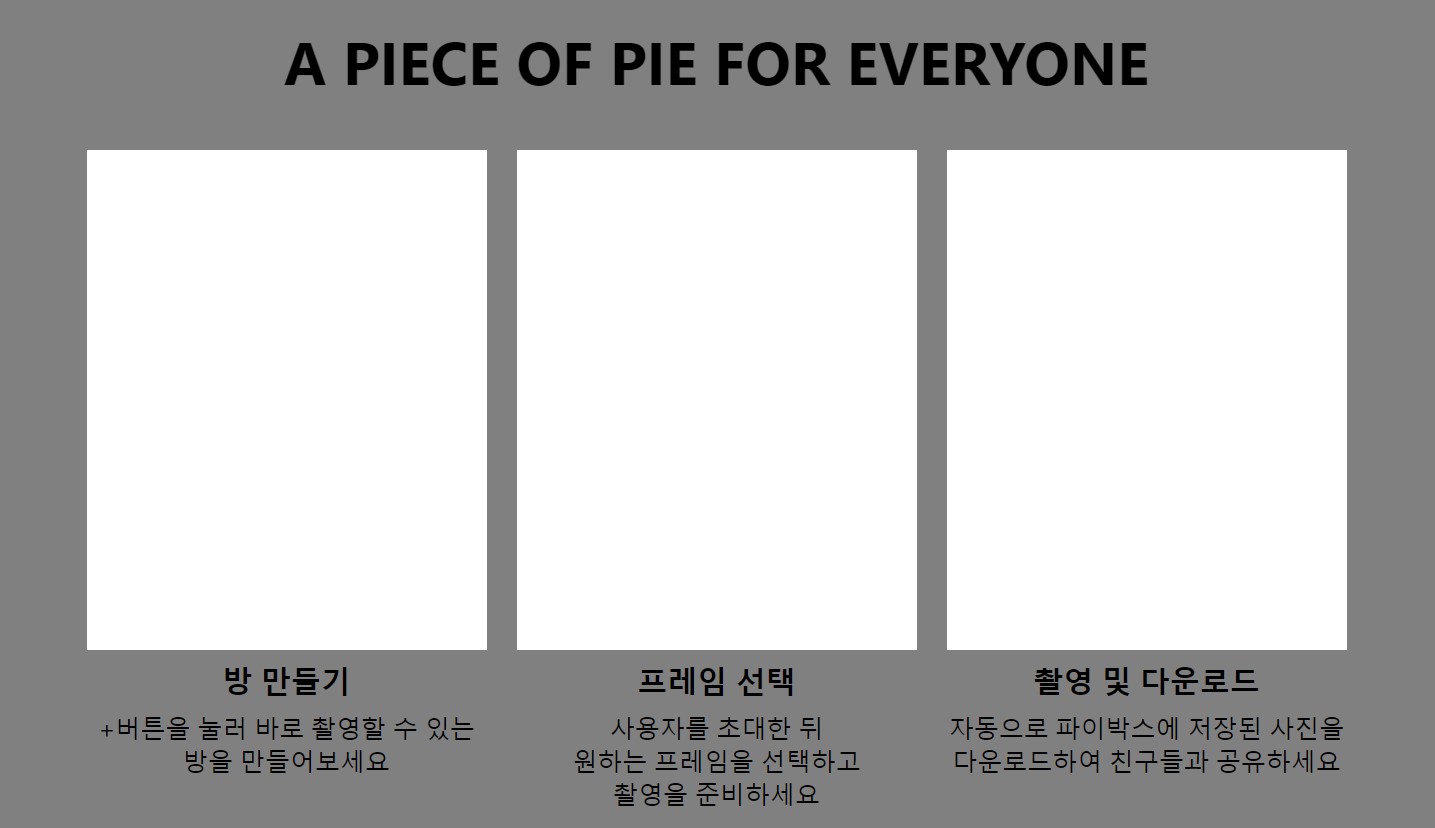 A PIECE OF PIE FOR EVERYONE
방 만들기
+버튼을 눌러 바로 촬영할 수 있는
방을 만들어보세요
프레임 선택
사용자를 초대한 뒤
원하는 프레임을 선택하고
촬영을 준비하세요
촬영 및 다운로드
자동으로 파이박스에 저장된 사진을
다운로드하여 친구들과 공유하세요